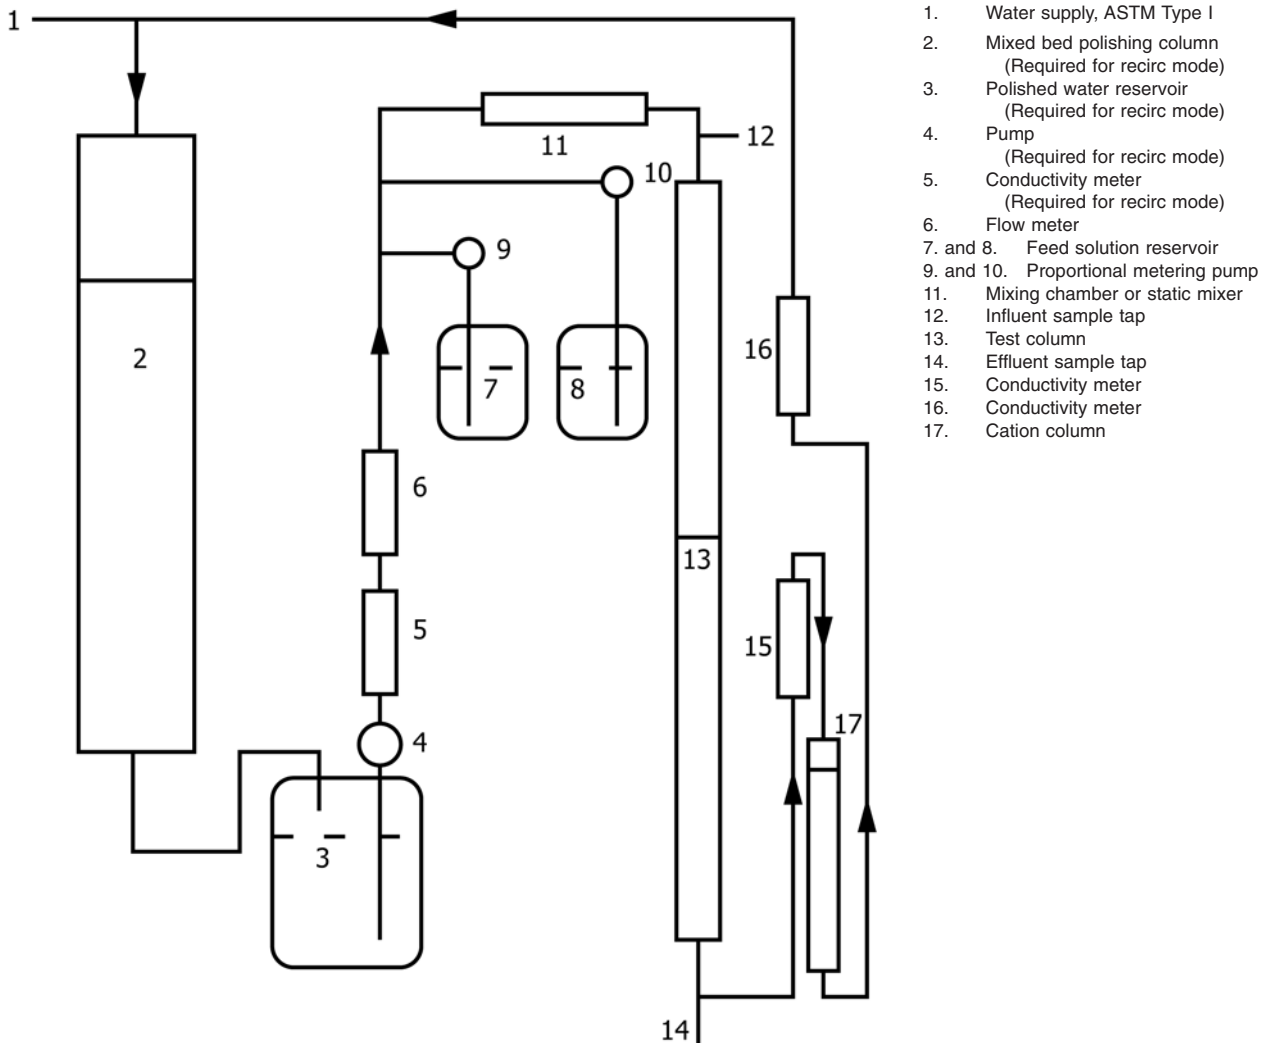 1
2
3
4
5
6
7
8
9
10
11
12
13
14
15
16
17
1. Water supply, ASTM Type I
2. Mixed bed polishing column
(Required for recirc mode)
3. Polished water reservoir
(Required for recirc mode)
4. Pump
(Required for recirc mode)
5. Conductivity meter
(Required for recirc mode)
6. Flow meter
7. and 8. Feed solution reservoir
9. and 10. Proportional metering pump
11. Mixing chamber or static mixer
12. Influent sample tap
13. Test column
14. Effluent sample tap
15. Conductivity meter
16. Conductivity meter
17. Cation column